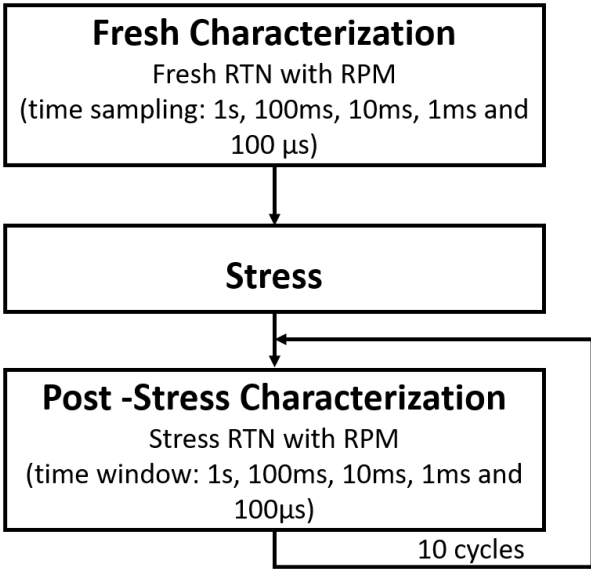 Fresh Characterization
Fresh RTN with RPM
(time sampling: 1s, 100ms, 10ms, 1ms and
100 µs)
Stress
Post -Stress Characterization
Stress RTN with RPM
(time window: 1s, 100ms, 10ms, 1ms and
100µs)
10 cycles